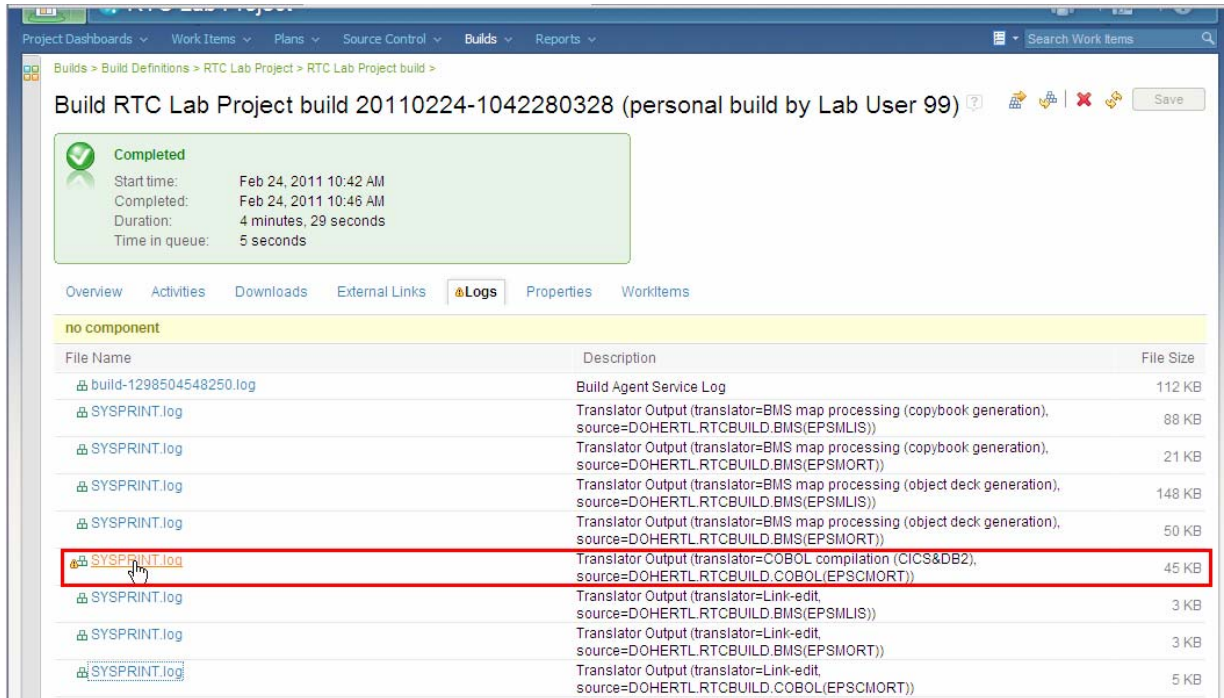 RTC Lab Project
Project Dashboards Work Items Plans Source Control Builds Reports Search Work Items
Builds > Build Definitions > RTC Lab Project > RTC Lab Project build >
Build RTC Lab Project build 20110224-1042280328 (personal build by Lab User 99) ? Save
Completed
Start time: Feb 24, 2011 10:42 AM
Completed: Feb 24, 2011 10:46 AM
Duration: 4 minutes, 29 seconds
Time in queue: 5 seconds
Overview Activities Downloads External Links Logs Properties WorkItems
no component
File Name Description File Size
build-1298504548250.log Build Agent Service Log 112 KB
SYSPRINT.log Translator Output (translator=BMS map processing (copybook generation), 88 KB
source=DOHERTL.RTCBUILD.BMS(EPSMLIS))
SYSPRINT.log Translator Output (translator=BMS map processing (copybook generation), 21 KB
source=DOHERTL.RTCBUILD.BMS(EPSMORT))
SYSPRINT.log Translator Output (translator=BMS map processing (object deck generation), 148 KB
source=DOHERTL.RTCBUILD.BMS(EPSMLIS))
SYSPRINT.log Translator Output (translator=BMS map processing (object deck generation), 50 KB
source=DOHERTL.RTCBUILD.BMS(EPSMORT))
SYSPRINT.log Translator Output (translator=COBOL compilation (CICS&DB2), 45 KB
source=DOHERTL.RTCBUILD.COBOL(EPSCMORT))
SYSPRINT.log Translator Output (translator=Link-edit, 3 KB
source=DOHERTL.RTCBUILD.BMS(EPSMLIS))
SYSPRINT.log Translator Output (translator=Link-edit, 3 KB
source=DOHERTL.RTCBUILD.BMS(EPSMORT))
SYSPRINT.log Translator Output (translator=Link-edit, 5 KB
source=DOHERTL.RTCBUILD.COBOL(EPSCMORT))